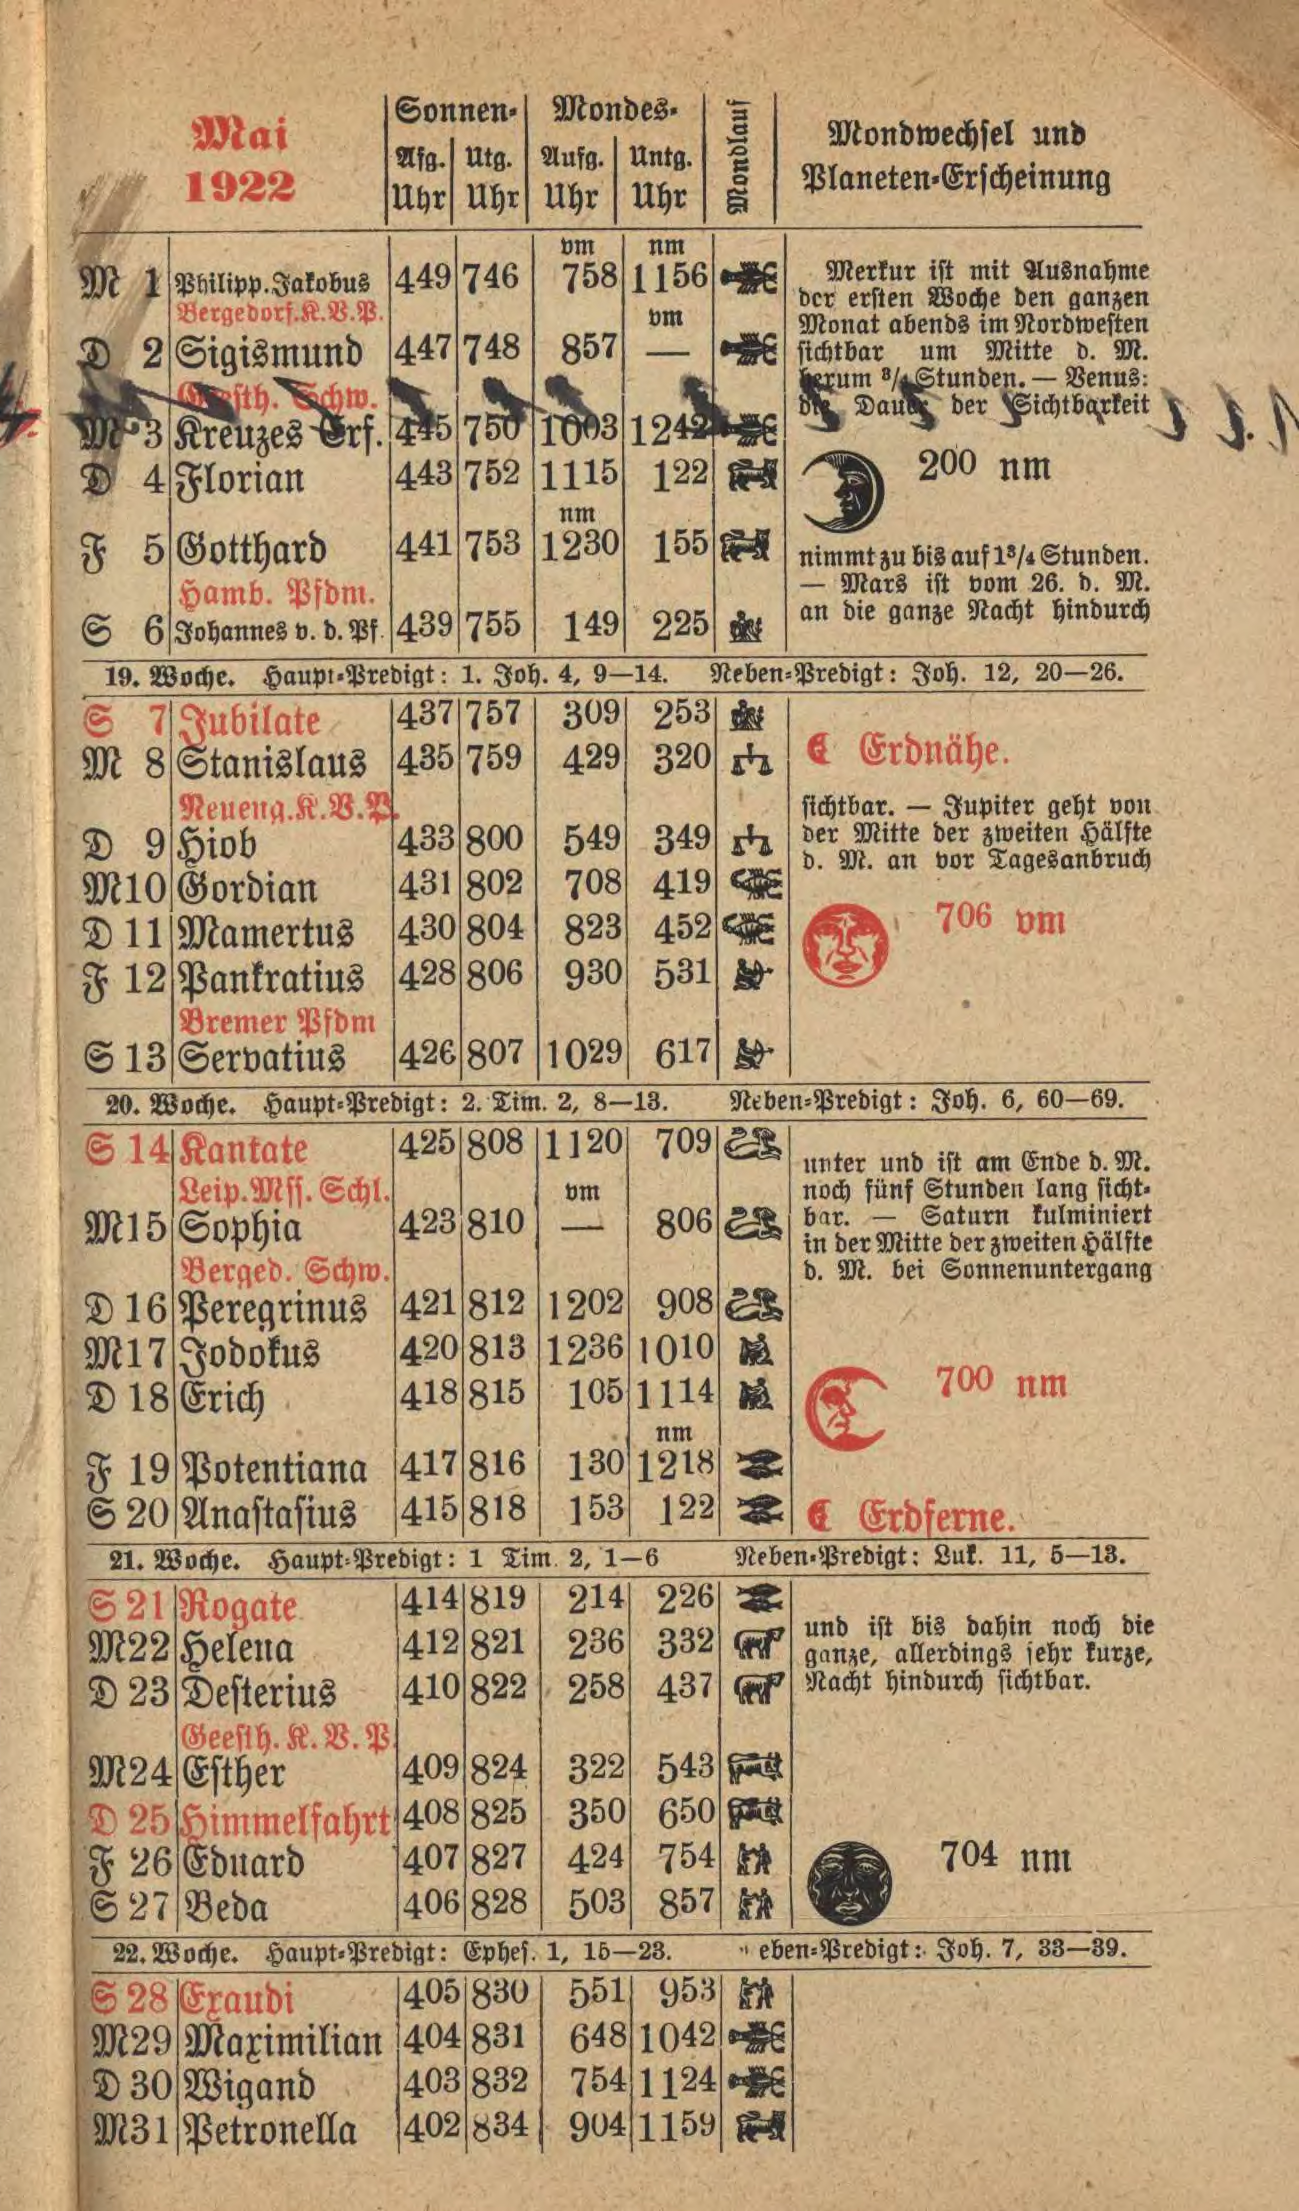 Mai
1922
Sonnen-
Afg. Utg.
Uhr Uhr
Mondes-
Aufg. Untg.
Uhr Uhr
Mondlauf
Mondwechsel und
Planeten-Erscheinung
vm nm
M 1 Philipp. Jakobus 449 746 758 1156
Bergedorf. K. V. P. vm
D 2 Sigismund 447 748 857 —
Geesth. Schw.
M 3 Kreuzes Erf. 445 750 1003 1242
D 4 Florian 443 752 1115 122
nm
F 5 Gotthard 441 753 1230 155
Hamb. Pfdm.
S 6 Johannes v. d. Pf. 439 755 149 225
Merkur ist mit Ausnahme
der ersten Woche den ganzen
Monat abends im Nordwesten
sichtbar um Mitte d. M.
herum 3/4 Stunden. — Venus:
die Dauer der Sichtbarkeit
200 nm
nimmt zu bis auf 1 3/4 Stunden.
— Mars ist vom 26. d. M.
an die ganze Nacht hindurch
19. Woche. Haupt-Predigt: 1. Joh. 4, 9—14. Neben-Predigt: Joh. 12, 20—26.
S 7 Jubilate 437 757 309 253
M 8 Stanislaus 435 759 429 320
Neueng. K. V. P.
D 9 Hiob 433 800 549 349
M 10 Gordian 431 802 708 419
D 11 Mamertus 430 804 823 452
F 12 Pankratius 428 806 930 531
Bremer Pfdm
S 13 Servatius 426 807 1029 617
☾ Erdnähe.
sichtbar. — Jupiter geht von
der Mitte der zweiten Hälfte
d. M. an vor Tagesanbruch
706 vm
20. Woche. Haupt-Predigt: 2. Tim. 2, 8—13. Neben-Predigt: Joh. 6, 60—69.
S 14 Kantate 425 808 1120 709
Leip. Mss. Schl. vm
M 15 Sophia 423 810 — 806
Berged. Schw.
D 16 Peregrinus 421 812 1202 908
M 17 Jodokus 420 813 1236 1010
D 18 Erich 418 815 105 1114
nm
F 19 Potentiana 417 816 130 1218
S 20 Anastasius 415 818 153 122
unter und ist am Ende d. M.
noch fünf Stunden lang sicht-
bar. — Saturn kulminiert
in der Mitte der zweiten Hälfte
d. M. bei Sonnenuntergang
700 nm
☾ Erdferne.
21. Woche. Haupt-Predigt: 1 Tim. 2, 1—6 Neben-Predigt: Luk. 11, 5—13.
S 21 Rogate 414 819 214 226
M 22 Helena 412 821 236 332
D 23 Desterius 410 822 258 437
Geesth. K. V. P.
M 24 Esther 409 824 322 543
D 25 Himmelfahrt 408 825 350 650
F 26 Eduard 407 827 424 754
S 27 Beda 406 828 503 857
und ist bis dahin noch die
ganze, allerdings sehr kurze,
Nacht hindurch sichtbar.
704 nm
22. Woche. Haupt-Predigt: Ephes. 1, 15—23. eben-Predigt: Joh. 7, 33—39.
S 28 Exaudi 405 830 551 953
M 29 Maximilian 404 831 648 1042
D 30 Wigand 403 832 754 1124
M 31 Petronella 402 834 904 1159